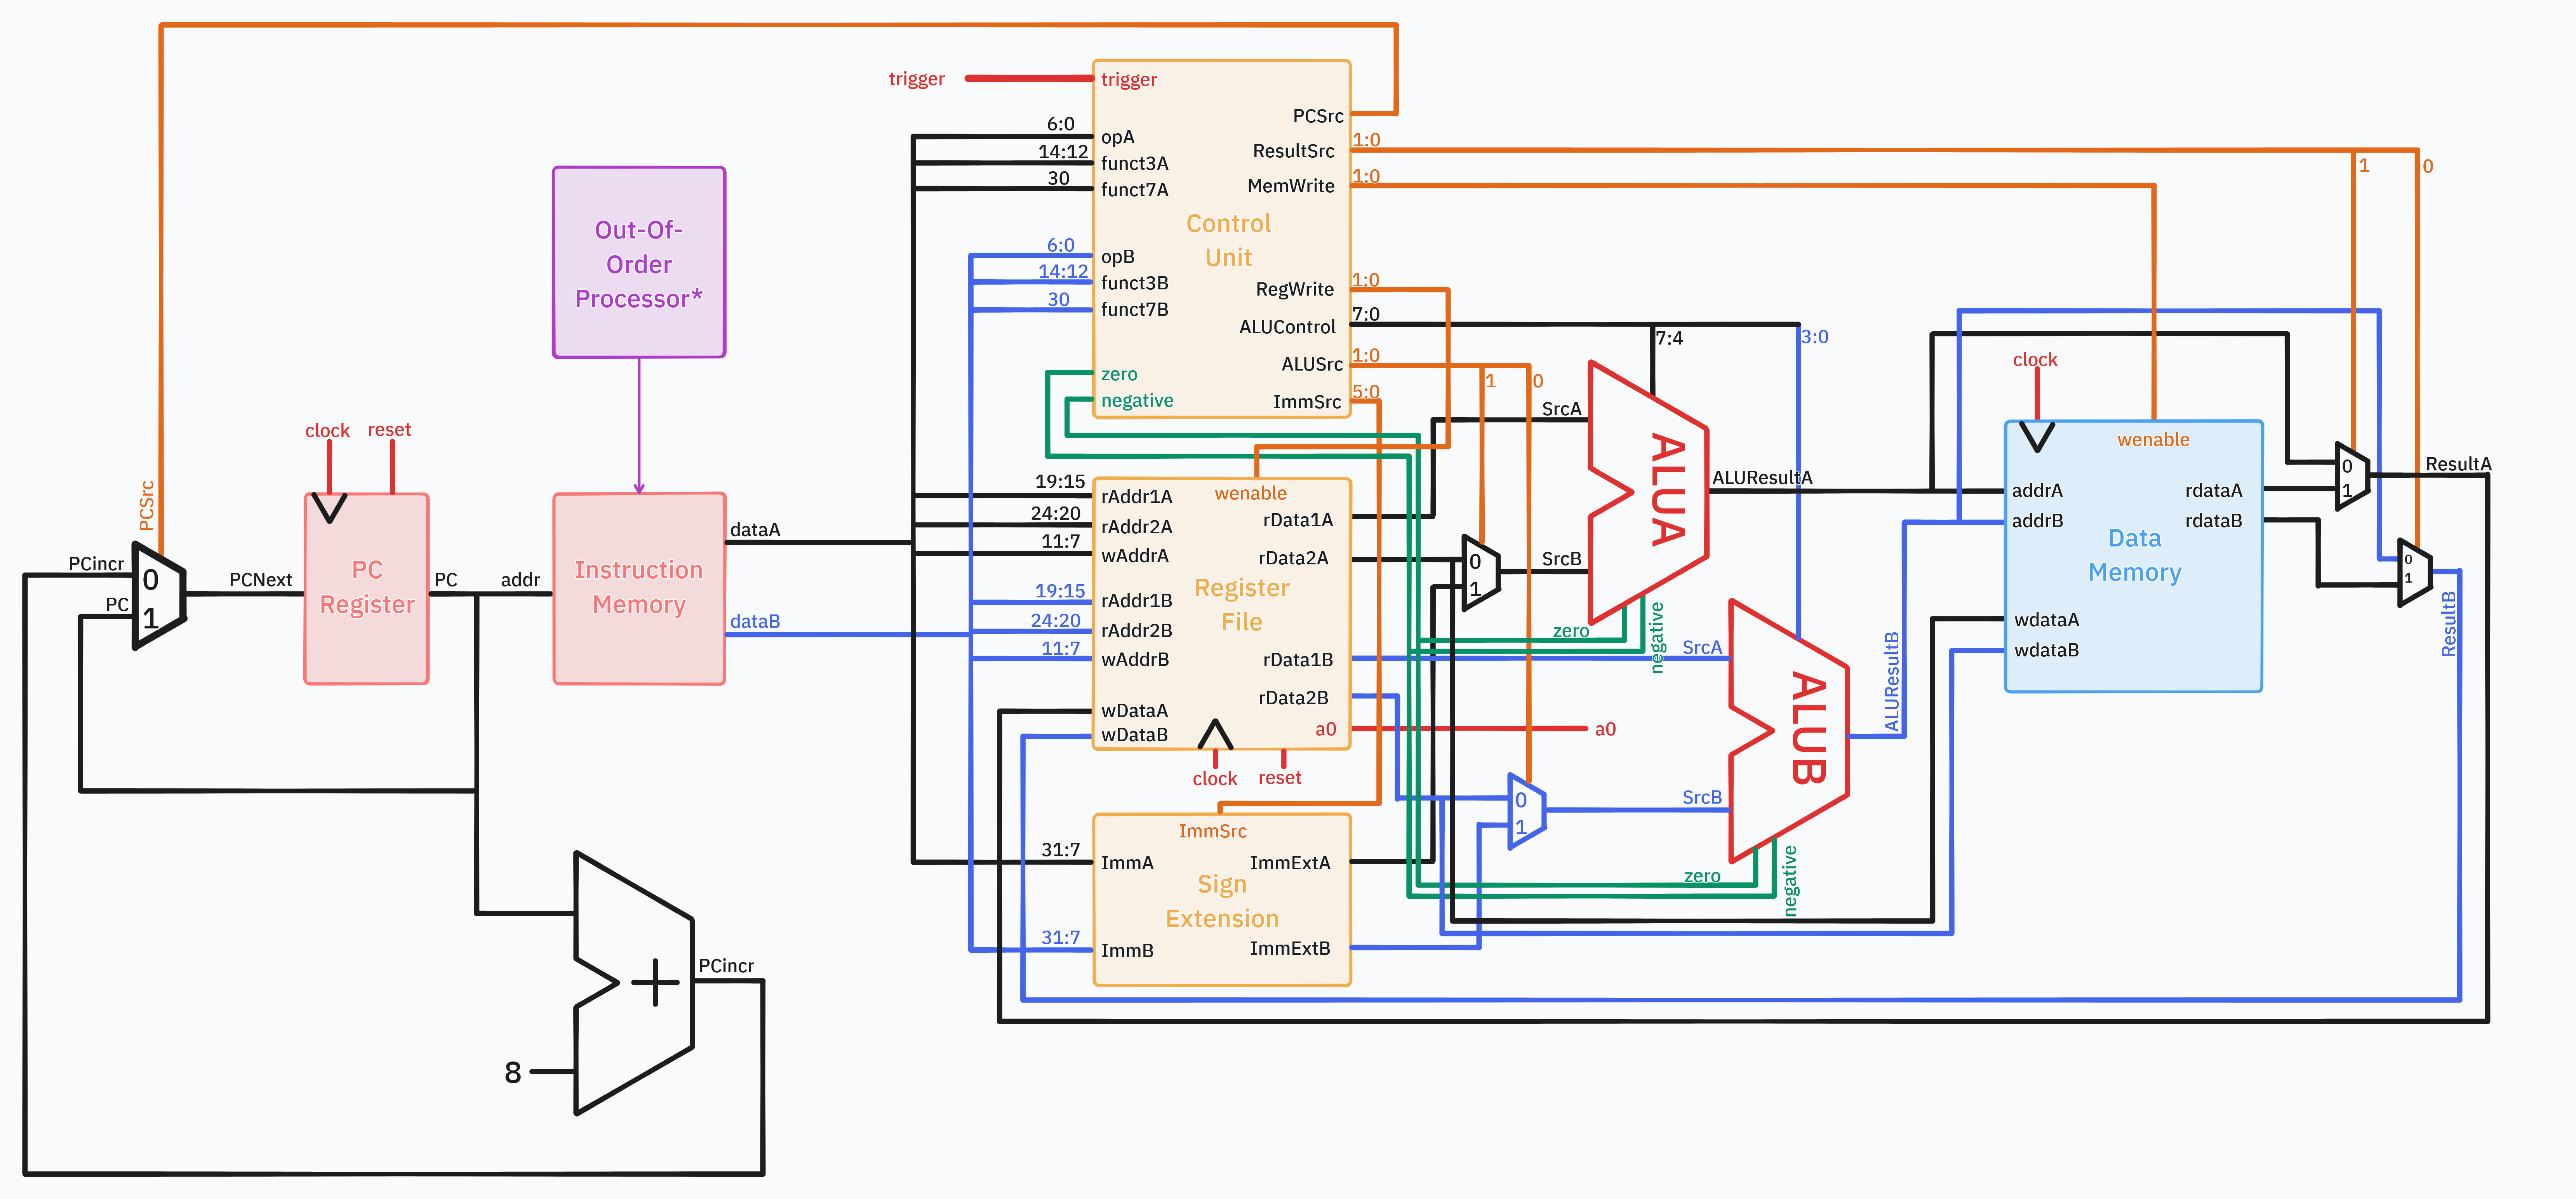 trigger
trigger
PCSrc
6:0
opA
14:12
funct3A
30
funct7A
1:0
ResultSrc
1
0
1:0
MemWrite
Control
Unit
6:0
opB
14:12
funct3B
30
funct7B
1:0
RegWrite
7:0
ALUControl
7:4
3:0
1:0
ALUSrc
1
0
5:0
ImmSrc
zero
negative
Out-Of-
Order
Processor*
clock
reset
PCSrc
PCincr
0
PC
1
PCNext
PC
Register
PC
addr
Instruction
Memory
dataA
dataB
19:15
rAddr1A
24:20
rAddr2A
11:7
wAddrA
19:15
rAddr1B
24:20
rAddr2B
11:7
wAddrB
wDataA
wDataB
wenable
Register
File
rData1A
rData2A
rData1B
rData2B
a0
a0
clock
reset
0
1
SrcA
SrcB
ALUA
ALUResultA
zero
negative
SrcA
SrcB
0
1
ALUB
ALUResultB
zero
negative
clock
wenable
addrA
addrB
Data
Memory
rdataA
rdataB
wdataA
wdataB
0
1
ResultA
0
1
ResultB
ImmSrc
31:7
ImmA
ImmExtA
Sign
Extension
31:7
ImmB
ImmExtB
+
PCincr
8